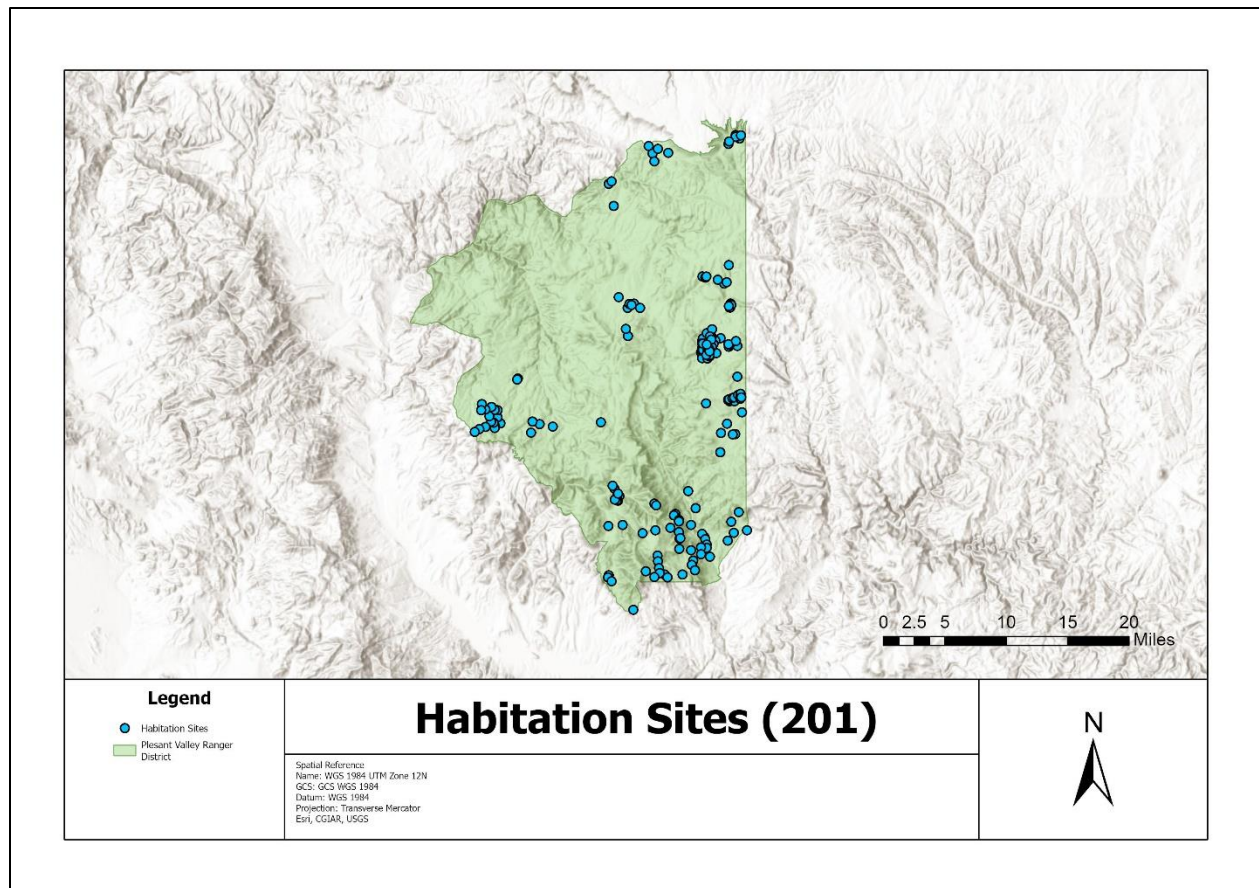 0 2.5 5 10 15 20
Miles
Legend
Habitation Sites
Plesant Valley Ranger
District
Habitation Sites (201)
Spatial Reference
Name: WGS 1984 UTM Zone 12N
GCS: GCS WGS 1984
Datum: WGS 1984
Projection: Transverse Mercator
Esri, CGIAR, USGS
N